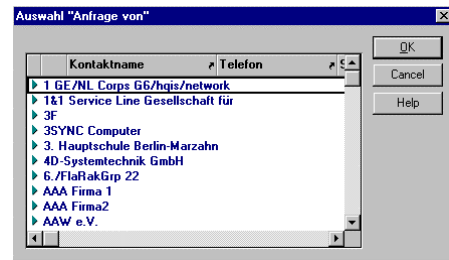 Auswahl "Anfrage von"
Kontaktname Telefon
OK
Cancel
Help
1 GE/NL Corps G6/hqis/network
1&1 Service Line Gesellschaft für
3F
3SYNC Computer
3. Hauptschule Berlin-Marzahn
4D-Systemtechnik GmbH
6./FlaRakGrp 22
AAA Firma 1
AAA Firma2
AAW e.V.